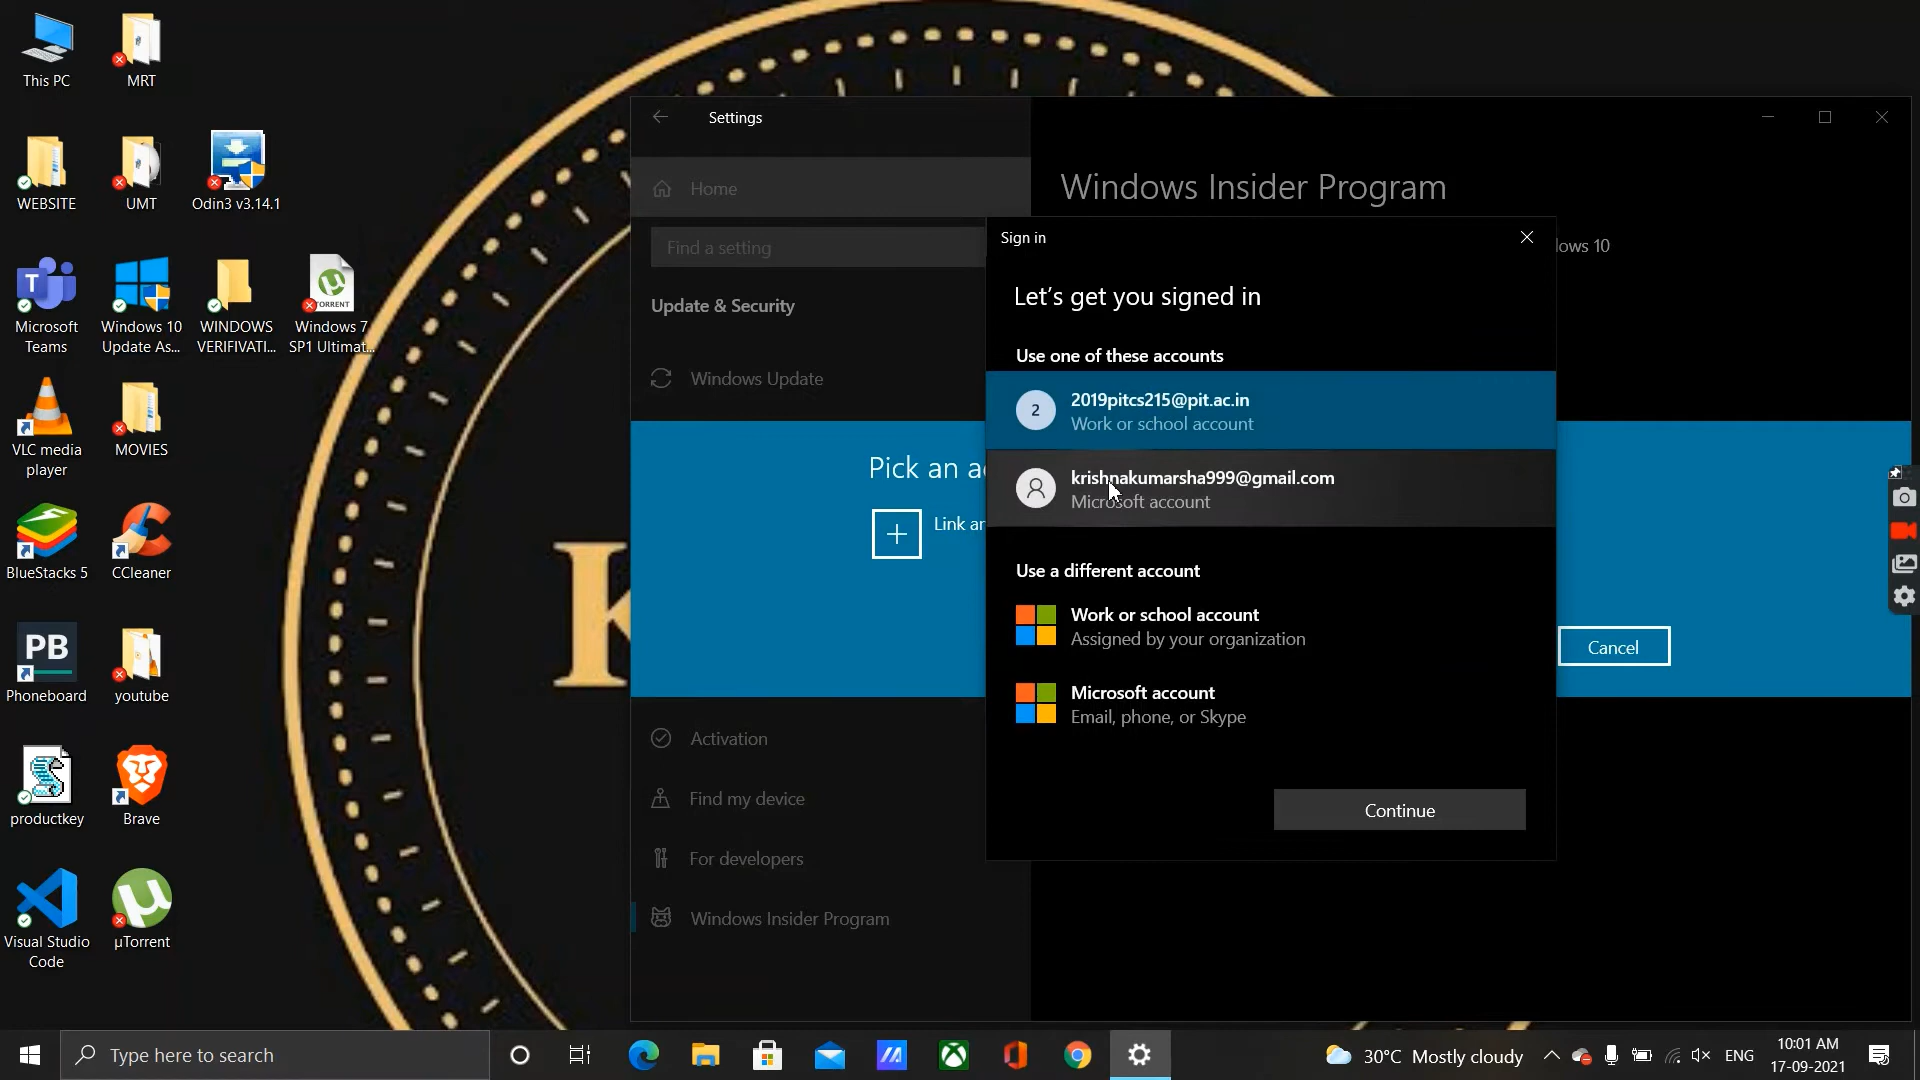 This PC
MRT
WEBSITE
UMT
Odin3 v3.14.1
Microsoft
Teams
Windows 10
Update As...
WINDOWS
VERIFIVATI...
TORRENT
Windows 7
SP1 Ultimat...
VLC media
player
MOVIES
BlueStacks 5
CCleaner
PB
Phoneboard
youtube
productkey
Brave
Visual Studio
Code
µTorrent
K
Settings
Home
Find a setting
Update & Security
Windows Update
Activation
Find my device
For developers
Windows Insider Program
Windows Insider Program
lows 10
Pick an a
Link ar
Cancel
Sign in
Let's get you signed in
Use one of these accounts
2
2019pitcs215@pit.ac.in
Work or school account
krishnakumarsha999@gmail.com
Microsoft account
Use a different account
Work or school account
Assigned by your organization
Microsoft account
Email, phone, or Skype
Continue
Type here to search
30°C Mostly cloudy
ENG
10:01 AM
17-09-2021